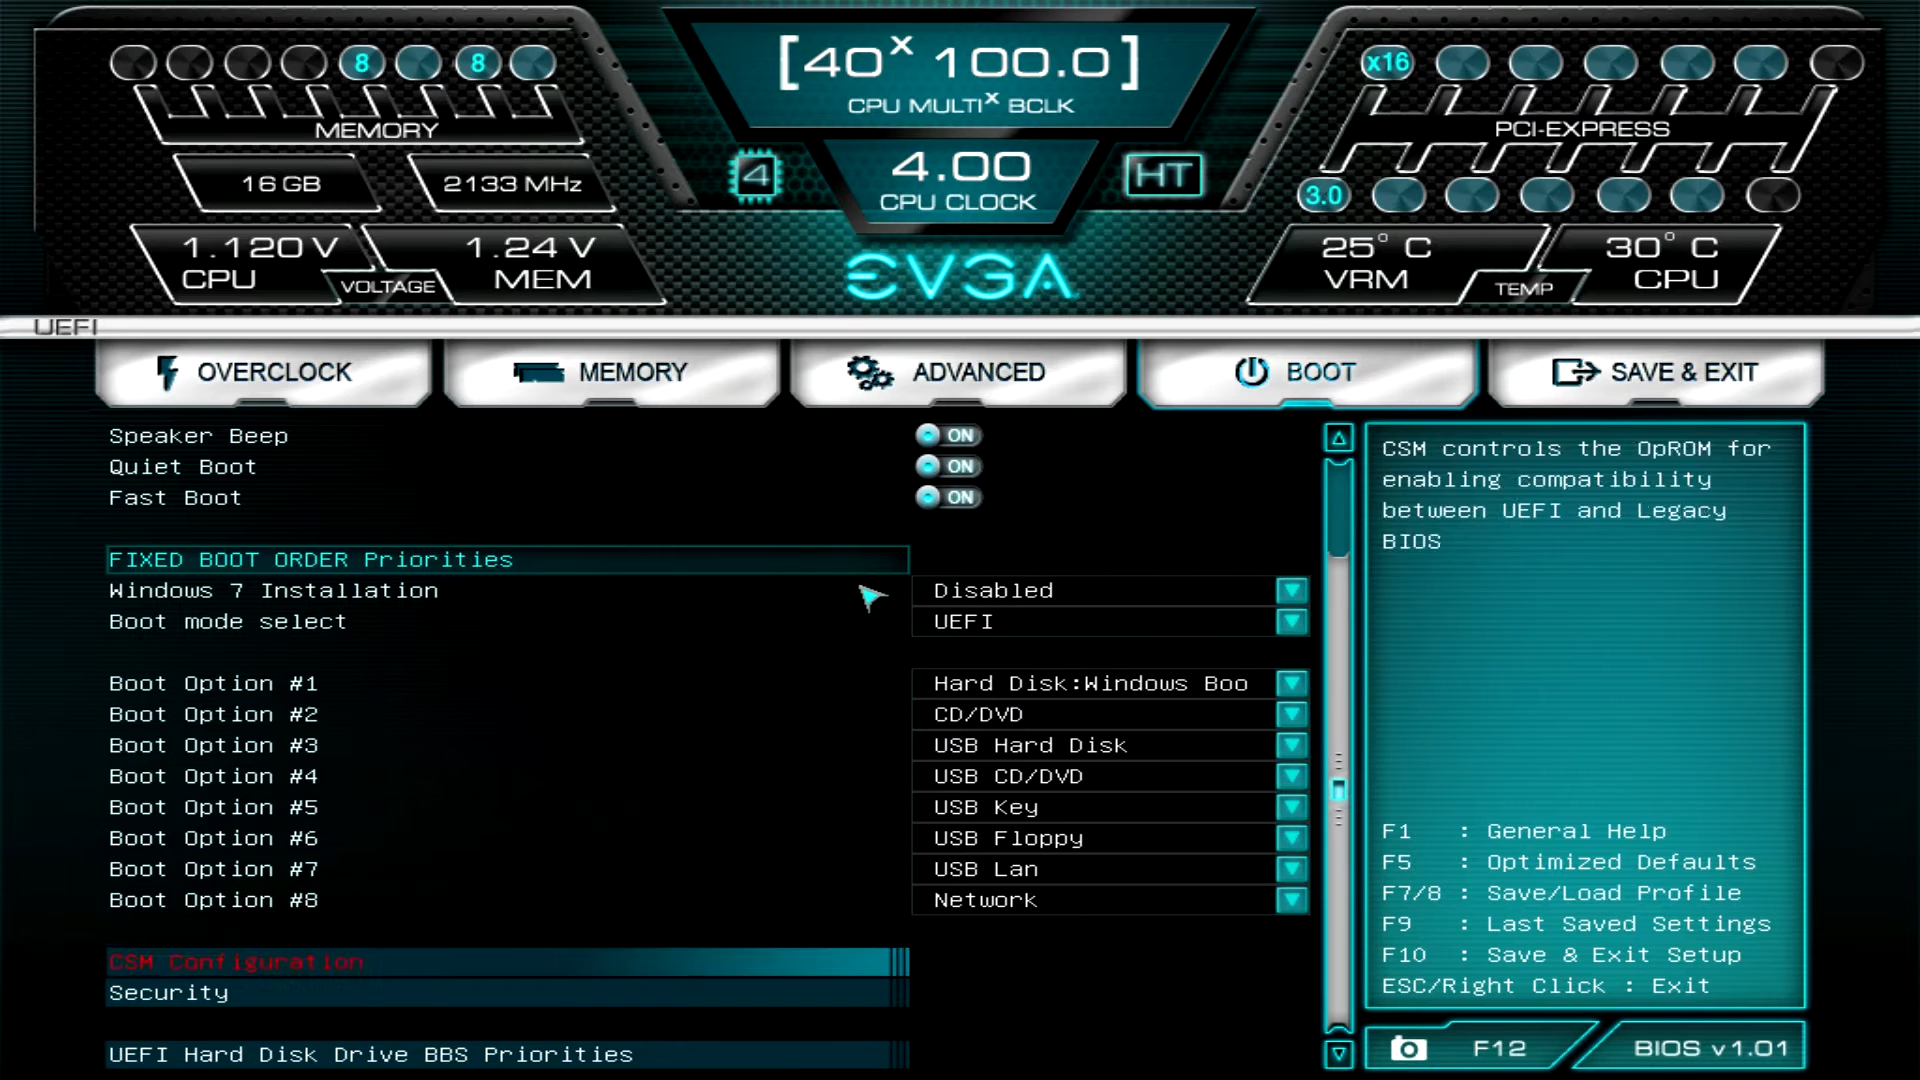 8 8
MEMORY
16 GB 2133 MHz
1.120 V CPU
VOLTAGE
1.24 V MEM
[40x 100.0]
CPU MULTIx BCLK
4 4.00 HT
CPU CLOCK
EVGA
x16
PCI-EXPRESS
3.0
25° C VRM
TEMP
30° C CPU
UEFI
OVERCLOCK MEMORY ADVANCED BOOT SAVE & EXIT
Speaker Beep ON
Quiet Boot ON
Fast Boot ON
FIXED BOOT ORDER Priorities
Windows 7 Installation Disabled
Boot mode select UEFI
Boot Option #1 Hard Disk:Windows Boo
Boot Option #2 CD/DVD
Boot Option #3 USB Hard Disk
Boot Option #4 USB CD/DVD
Boot Option #5 USB Key
Boot Option #6 USB Floppy
Boot Option #7 USB Lan
Boot Option #8 Network
CSM Configuration
Security
UEFI Hard Disk Drive BBS Priorities
CSM controls the OpROM for
enabling compatibility
between UEFI and Legacy
BIOS
F1 : General Help
F5 : Optimized Defaults
F7/8 : Save/Load Profile
F9 : Last Saved Settings
F10 : Save & Exit Setup
ESC/Right Click : Exit
F12 BIOS v1.01